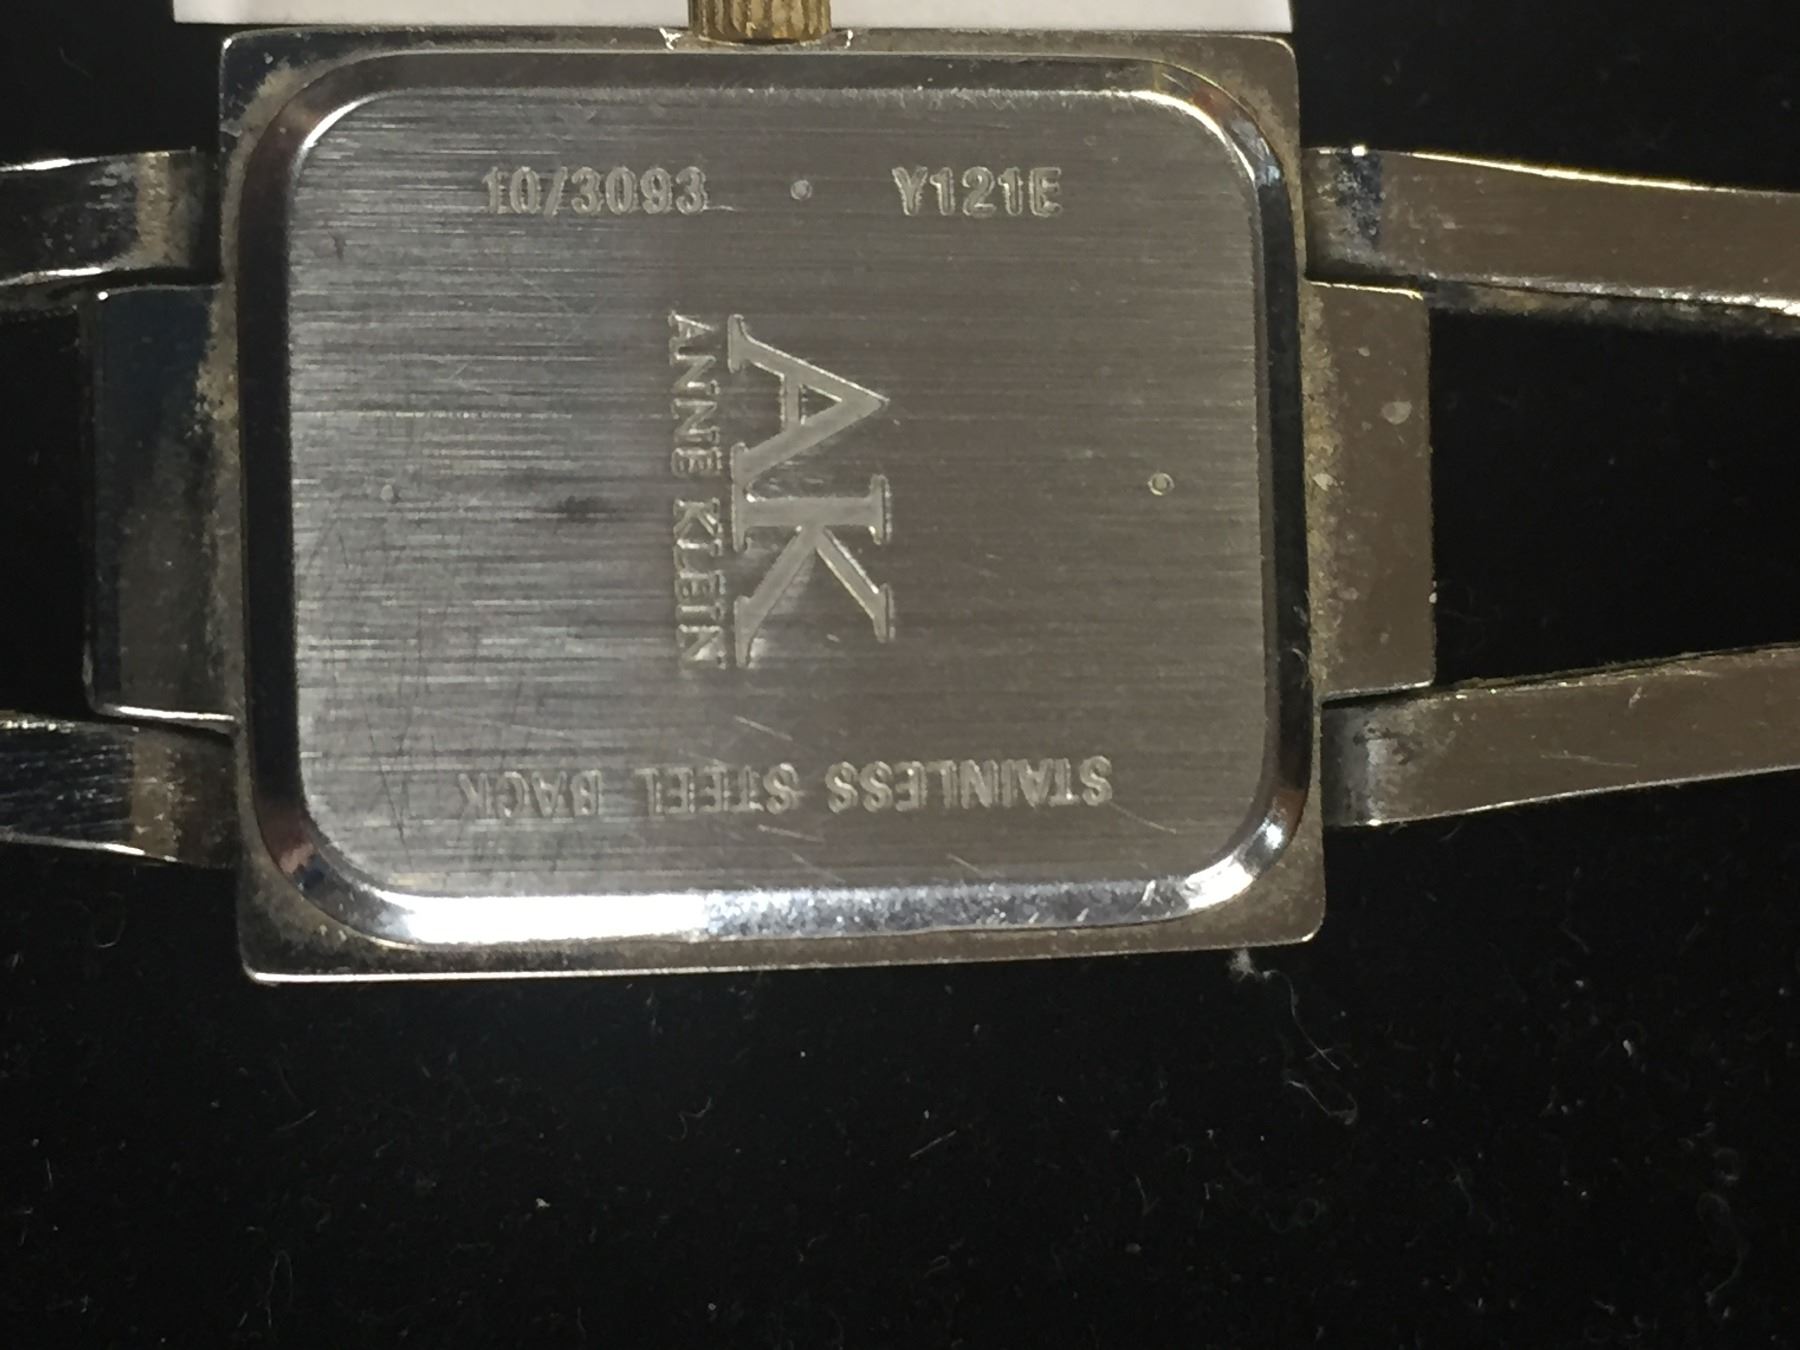 10/3093 • Y121E
AK
ANNE KLEIN
STAINLESS STEEL BACK